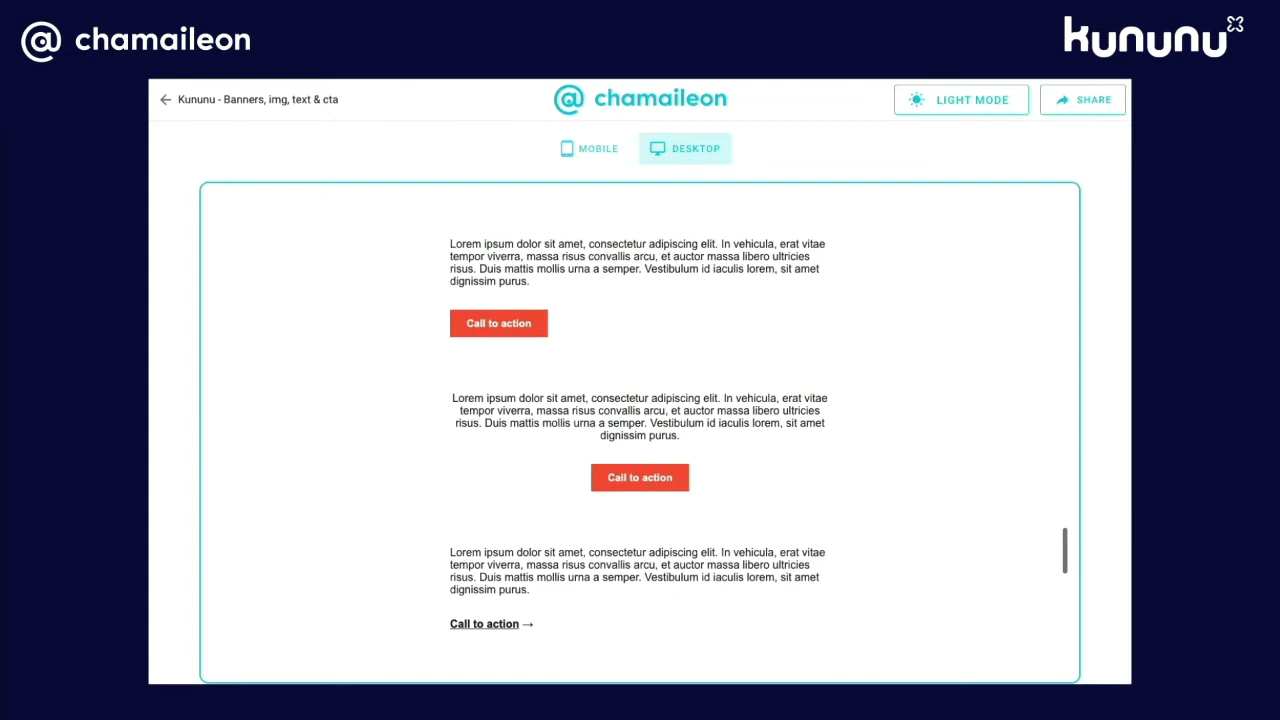 chamaileon
kununu
Kununu - Banners, img, text & cta
chamaileon
LIGHT MODE
SHARE
MOBILE
DESKTOP
Lorem ipsum dolor sit amet, consectetur adipiscing elit. In vehicula, erat vitae
tempor viverra, massa risus convallis arcu, et auctor massa libero ultricies
risus. Duis mattis mollis urna a semper. Vestibulum id iaculis lorem, sit amet
dignissim purus.
Call to action
Lorem ipsum dolor sit amet, consectetur adipiscing elit. In vehicula, erat vitae
tempor viverra, massa risus convallis arcu, et auctor massa libero ultricies
risus. Duis mattis mollis urna a semper. Vestibulum id iaculis lorem, sit amet
dignissim purus.
Call to action
Lorem ipsum dolor sit amet, consectetur adipiscing elit. In vehicula, erat vitae
tempor viverra, massa risus convallis arcu, et auctor massa libero ultricies
risus. Duis mattis mollis urna a semper. Vestibulum id iaculis lorem, sit amet
dignissim purus.
Call to action →